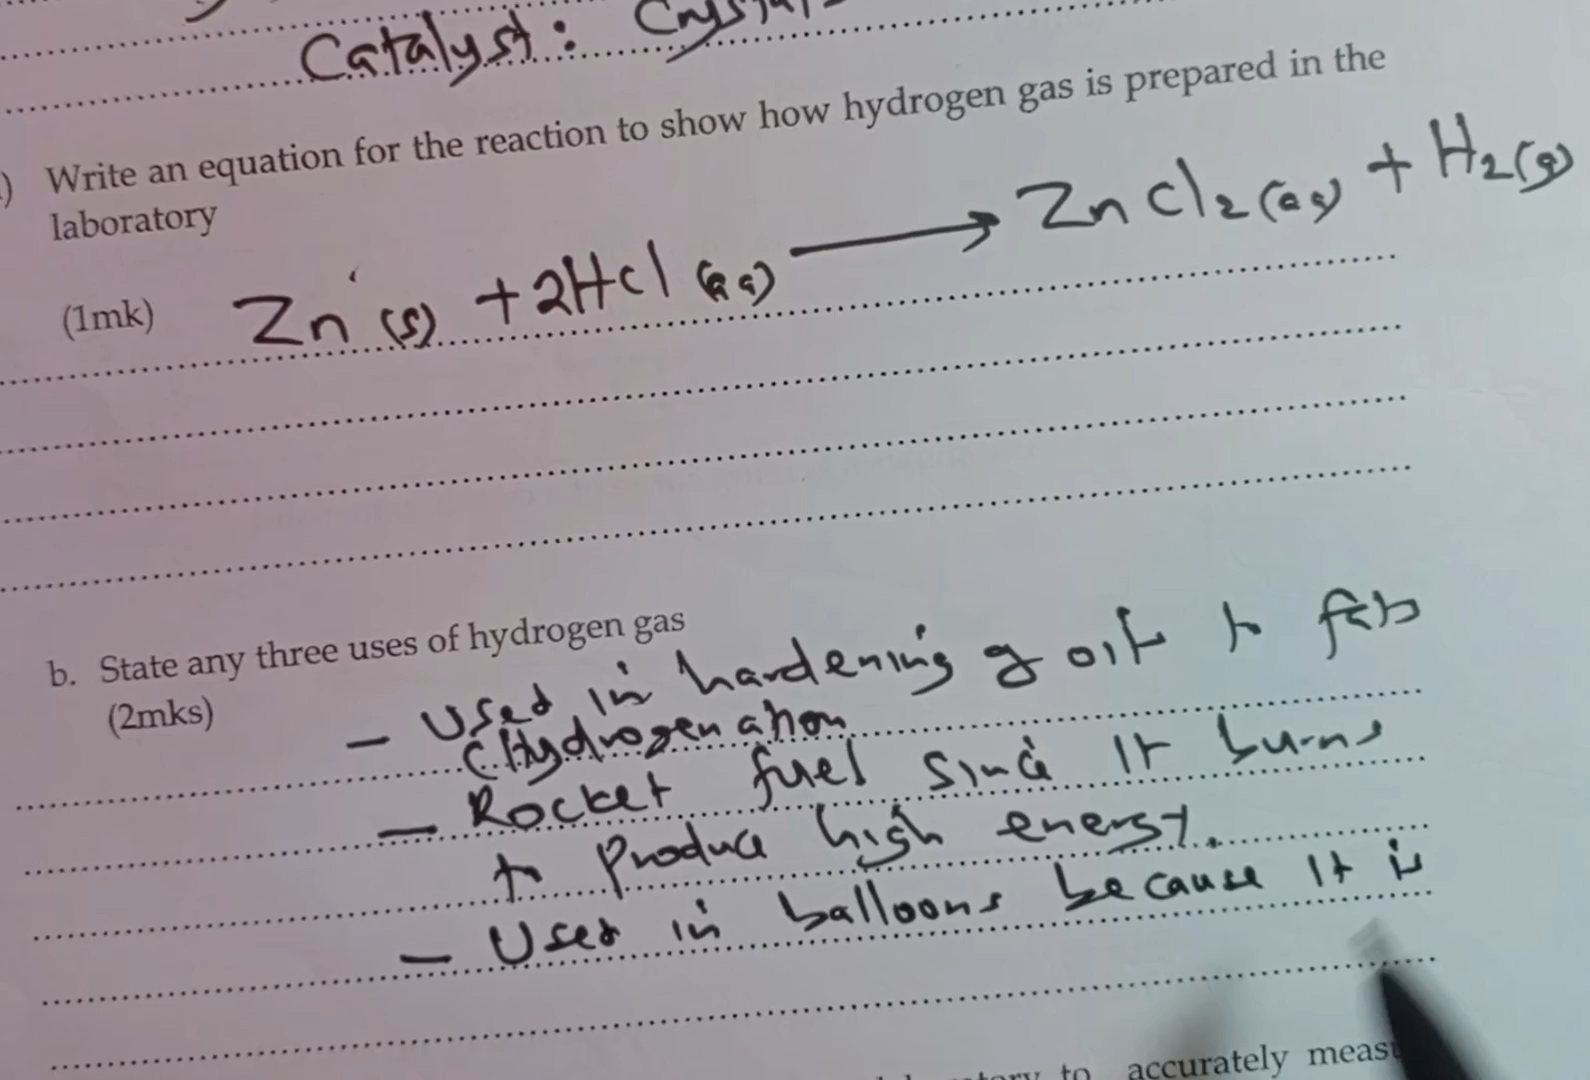 Catalyst:
Write an equation for the reaction to show how hydrogen gas is prepared in the
laboratory
(1mk) Zn (s) + 2HCl (aq) → ZnCl₂ (aq) + H₂ (g)
b. State any three uses of hydrogen gas
(2mks) – Used in hardening of oil to fats
(Hydrogenation
– Rocket fuel since it burns
to produce high energy.
– Used in balloons because it is
to accurately